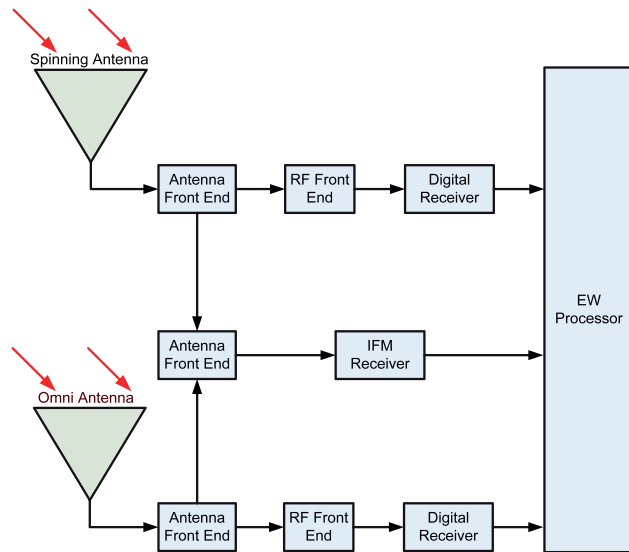 Spinning Antenna
Antenna
Front End
RF Front
End
Digital
Receiver
EW
Processor
Antenna
Front End
IFM
Receiver
Omni Antenna
Antenna
Front End
RF Front
End
Digital
Receiver